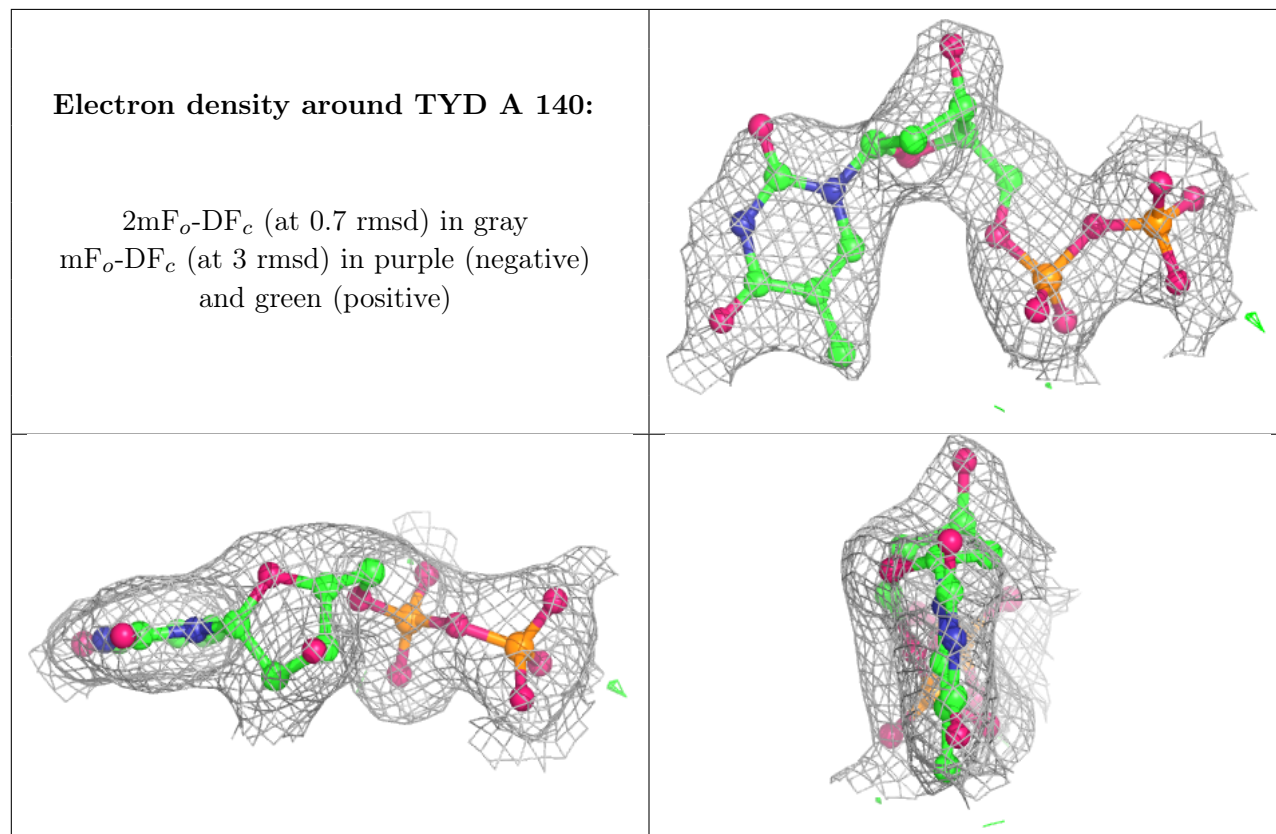 Electron density around TYD A 140:
2mFo-DFc (at 0.7 rmsd) in gray
mFo-DFc (at 3 rmsd) in purple (negative)
and green (positive)